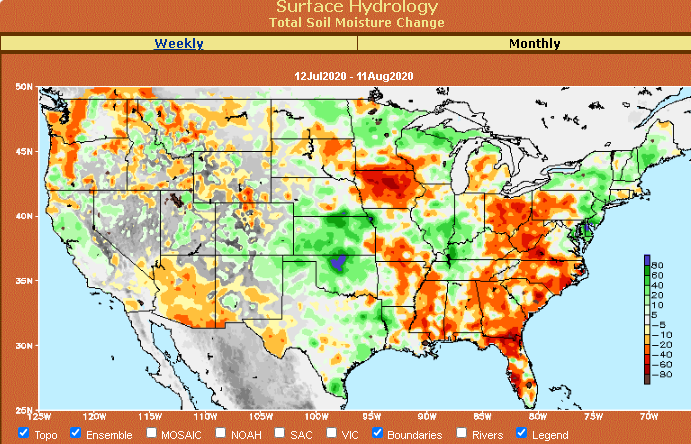 Surface Hydrology
Total Soil Moisture Change
Weekly Monthly
12Jul2020 - 11Aug2020
50N
45N
40N
35N
30N
25N
80
60
40
20
10
5
-5
-10
-20
-40
-60
-80
125W 120W 115W 110W 105W 100W 95W 90W 85W 80W 75W 70W
Topo Ensemble MOSAIC NOAH SAC VIC Boundaries Rivers Legend